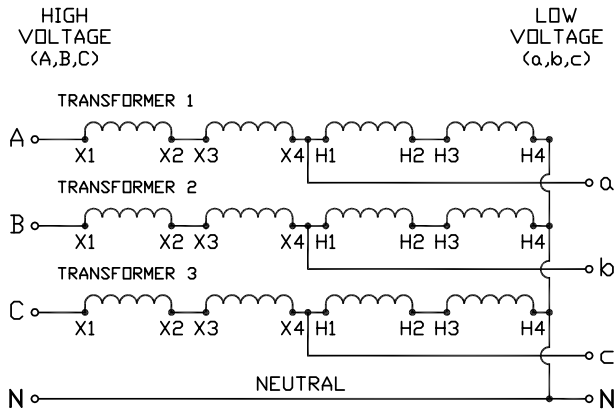 HIGH VOLTAGE (A,B,C)
LOW VOLTAGE (a,b,c)
TRANSFORMER 1
A X1 X2 X3 X4 H1 H2 H3 H4
a
TRANSFORMER 2
B X1 X2 X3 X4 H1 H2 H3 H4
b
TRANSFORMER 3
C X1 X2 X3 X4 H1 H2 H3 H4
c
NEUTRAL
N N